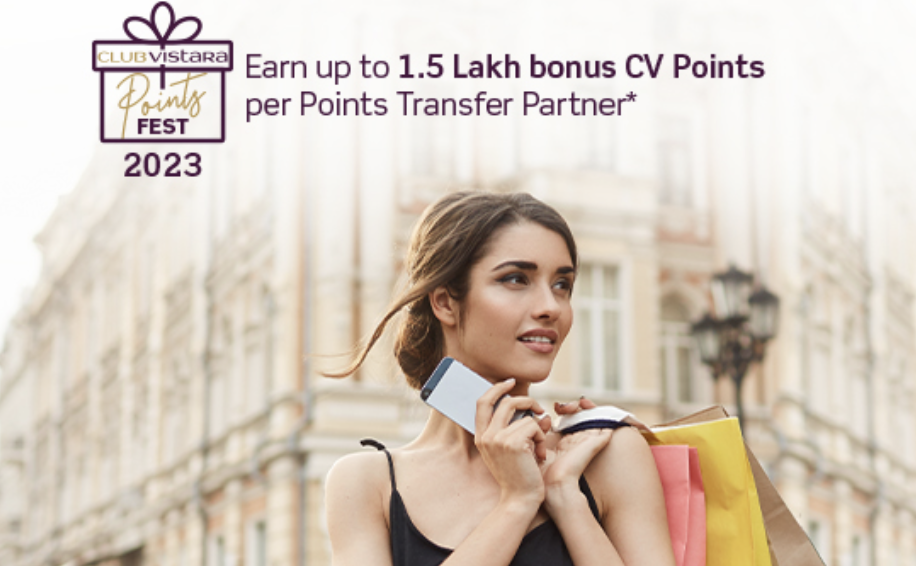 CLUB VISTARA
Points
FEST
2023
Earn up to 1.5 Lakh bonus CV Points
per Points Transfer Partner*